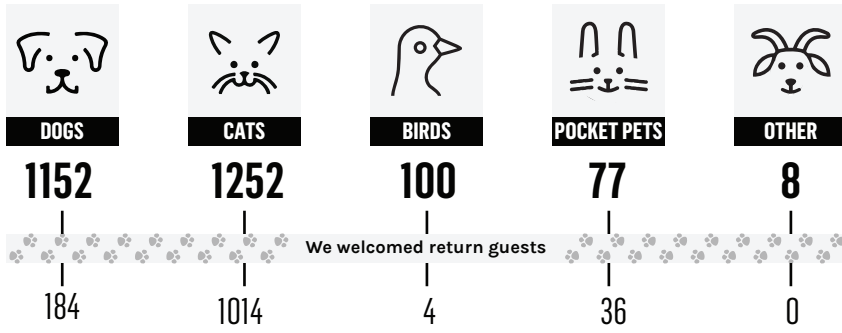 DOGS CATS BIRDS POCKET PETS OTHER
1152 1252 100 77 8
We welcomed return guests
184 1014 4 36 0